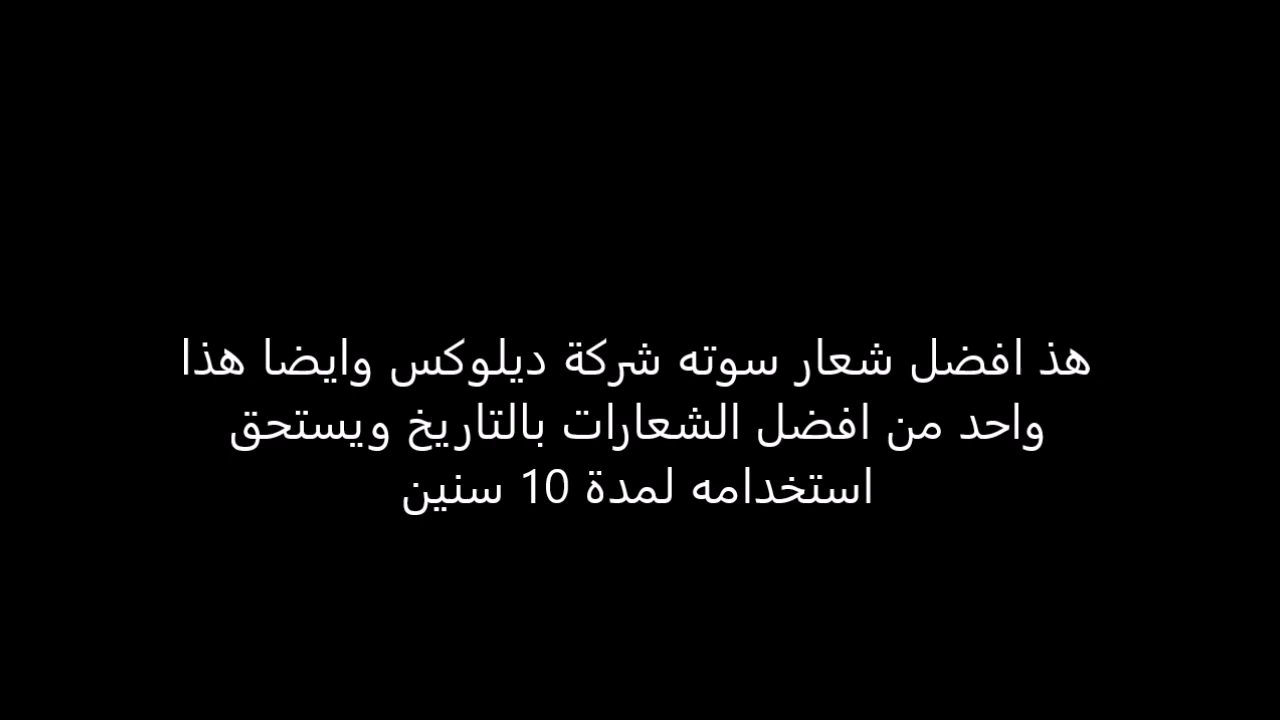 هذ افضل شعار سوته شركة ديلوكس وايضا هذا
واحد من افضل الشعارات بالتاريخ ويستحق
استخدامه لمدة 10 سنين